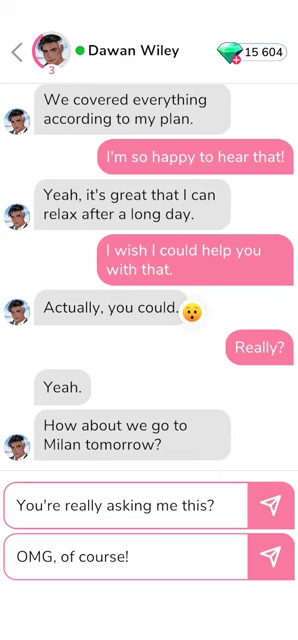 Dawan Wiley
15 604
3
We covered everything
according to my plan.
I'm so happy to hear that!
Yeah, it's great that I can
relax after a long day.
I wish I could help you
with that.
Actually, you could.
Really?
Yeah.
How about we go to
Milan tomorrow?
You're really asking me this?
OMG, of course!